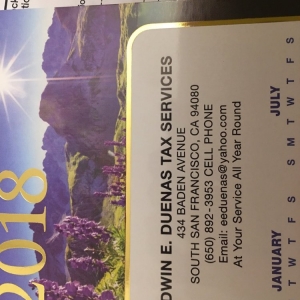 2018
DWIN E. DUENAS TAX SERVICES
434 BADEN AVENUE
SOUTH SAN FRANCISCO, CA 94080
(650) 892-3953 CELL PHONE
Email: eeduenas@yahoo.com
At Your Service All Year Round
JANUARY
T W T F S
JULY
S M T W T F S